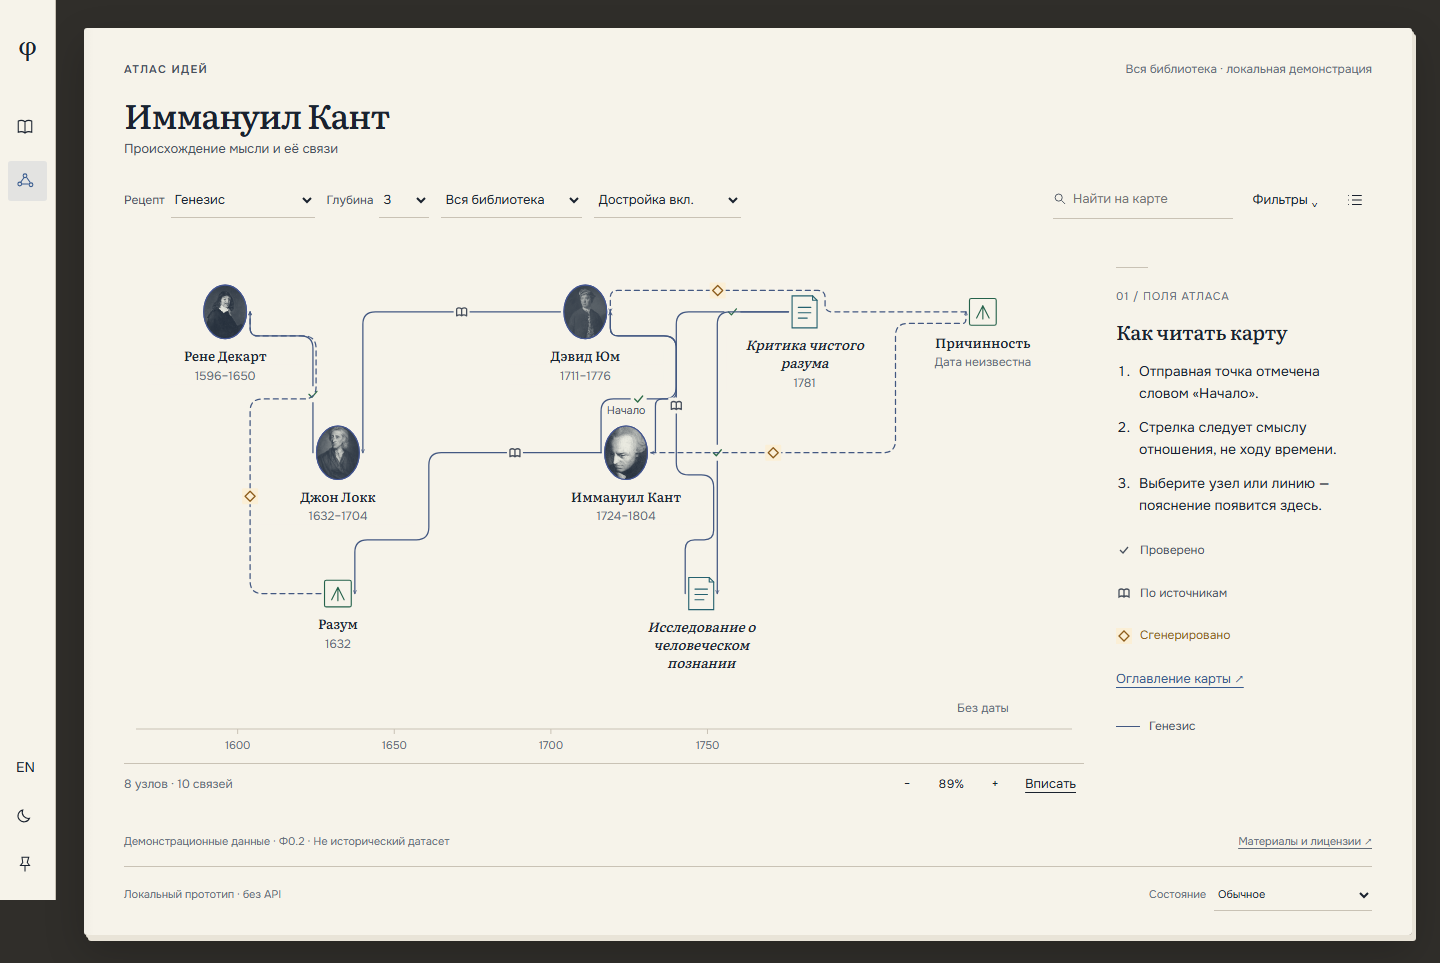 φ
АТЛАС ИДЕЙ
Вся библиотека · локальная демонстрация
Иммануил Кант
Происхождение мысли и её связи
Рецепт Генезис Глубина 3 Вся библиотека Достройка вкл. Найти на карте Фильтры
Рене Декарт
1596–1650
Дэвид Юм
1711–1776
Критика чистого
разума
1781
Причинность
Дата неизвестна
Начало
Джон Локк
1632–1704
Иммануил Кант
1724–1804
Разум
1632
Исследование о
человеческом
познании
Без даты
1600 1650 1700 1750
8 узлов · 10 связей
− 89% + Вписать
01 / ПОЛЯ АТЛАСА
Как читать карту
1. Отправная точка отмечена
словом «Начало».
2. Стрелка следует смыслу
отношения, не ходу времени.
3. Выберите узел или линию —
пояснение появится здесь.
Проверено
По источникам
Сгенерировано
Оглавление карты ↗
Генезис
EN
Демонстрационные данные · Ф0.2 · Не исторический датасет
Материалы и лицензии ↗
Локальный прототип · без API
Состояние Обычное